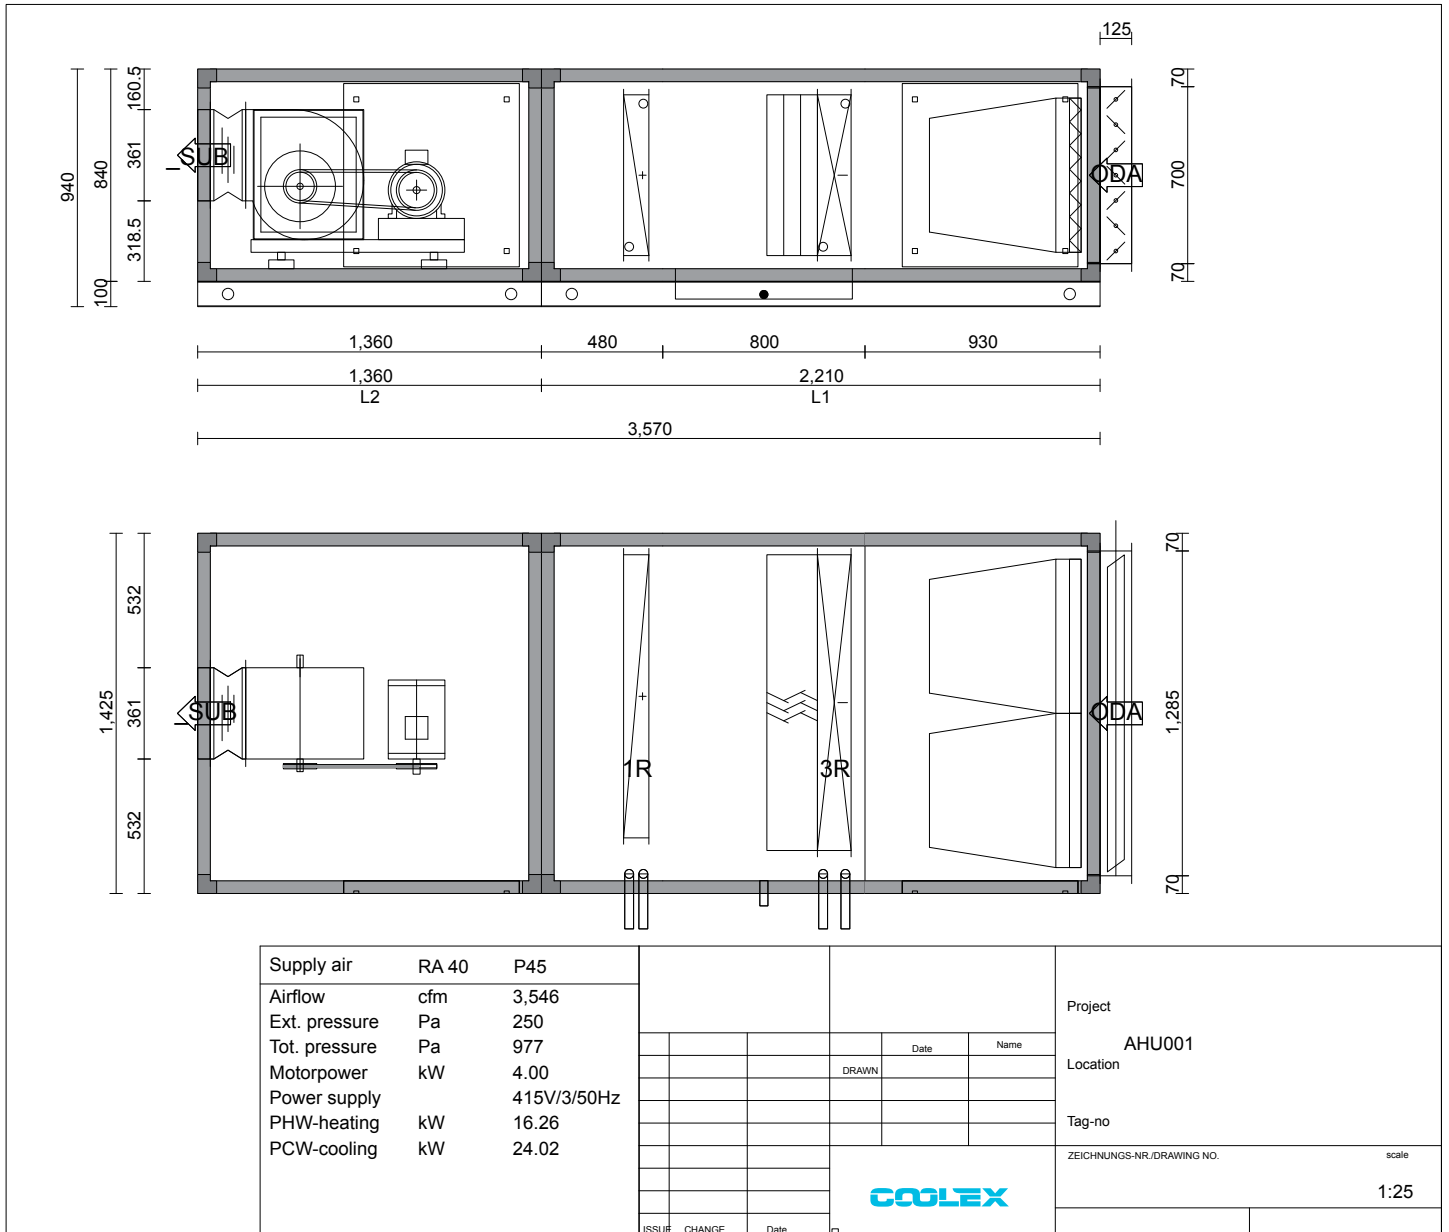 125
160.5
70
361
840
940
_SUB
ODA
700
318.5
100
70
1,360
480
800
930
1,360
2,210
L2
L1
3,570
70
532
1,425
361
_SUB
ODA
1,285
1R
3R
532
70
Supply air RA 40 P45
Airflow cfm 3,546
Ext. pressure Pa 250
Tot. pressure Pa 977
Motorpower kW 4.00
Power supply 415V/3/50Hz
PHW-heating kW 16.26
PCW-cooling kW 24.02
Date Name
DRAWN
ISSUE CHANGE Date
COOLEX
Project
AHU001
Location
Tag-no
ZEICHNUNGS-NR./DRAWING NO. scale
1:25